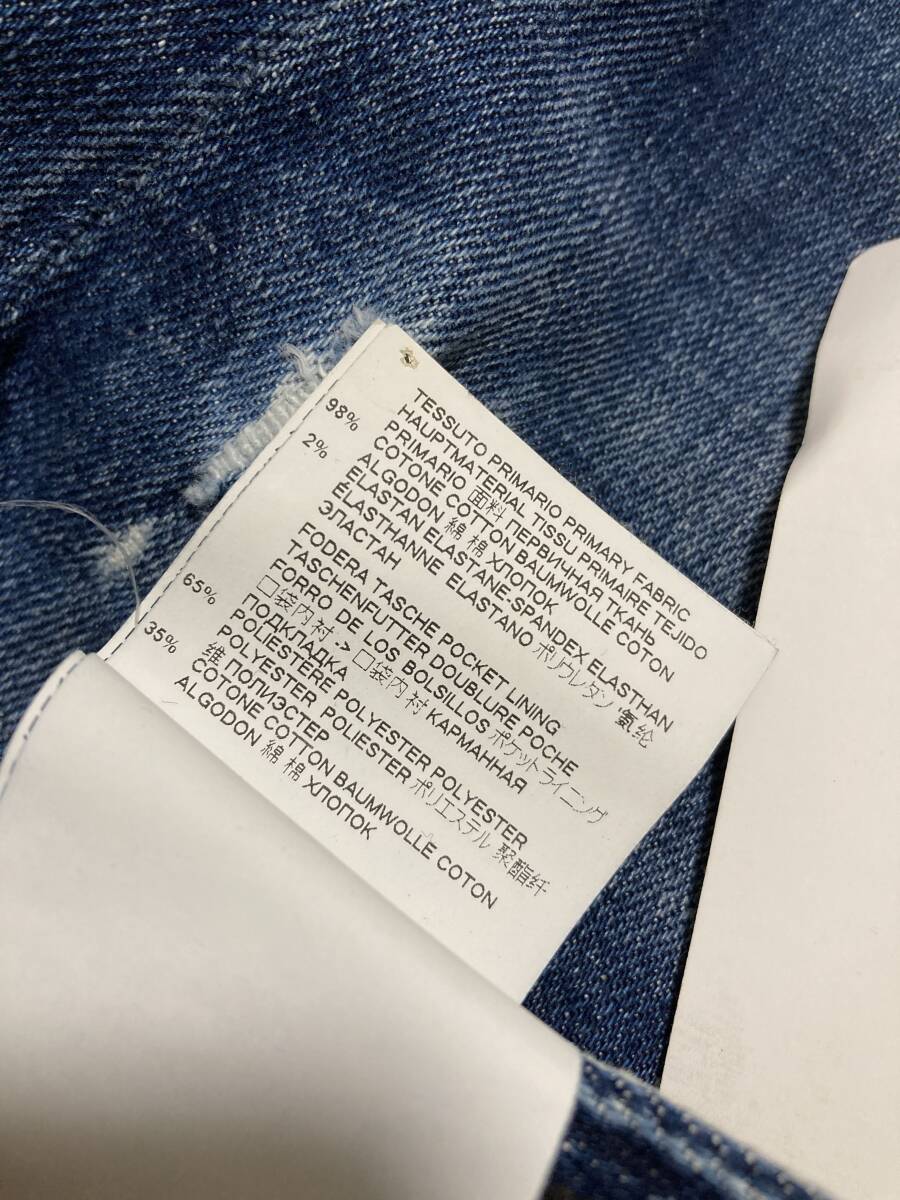 TESSUTO PRIMARIO PRIMARY FABRIC
HAUPTMATERIAL TISSU PRIMAIRE TEJIDO
PRIMARIO 面料 ПЕРВИЧНАЯ ТКАНЬ
98% COTONE COTTON BAUMWOLLE COTON
ALGODON 綿 棉 ХЛОПОК
2% ÉLASTAN ELASTANE SPANDEX ELASTHAN
ÉLASTHANNE ELASTANO ポリウレタン 氨纶
ЭЛАСТАН
FODERA TASCHE POCKET LINING
TASCHENFUTTER DOUBLURE POCHE
FORRO DE LOS BOLSILLOS ポケットライニング
口袋内衬> 口袋内 衬 КАРМАННАЯ
ПОДКЛАДКА
65% POLIESTERE POLYESTER POLYESTER
POLYESTER POLIESTER ポリエステル 聚酯纤
维 ПОЛИЭСТЕР
35% COTONE COTTON BAUMWOLLE COTON
ALGODON 綿 棉 ХЛОПОК